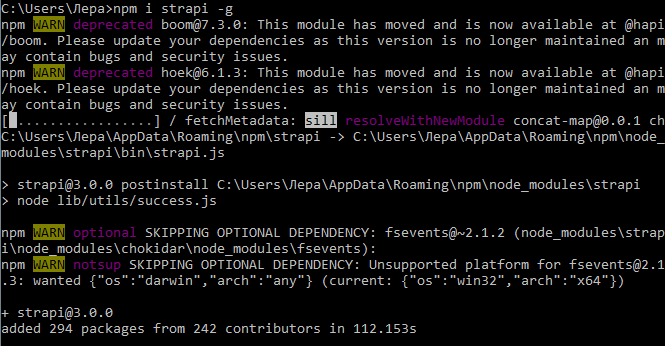 C:\Users\Лера>npm i strapi -g
npm WARN deprecated boom@7.3.0: This module has moved and is now available at @hapi
/boom. Please update your dependencies as this version is no longer maintained an m
ay contain bugs and security issues.
npm WARN deprecated hoek@6.1.3: This module has moved and is now available at @hapi
/hoek. Please update your dependencies as this version is no longer maintained an m
ay contain bugs and security issues.
[ .................] / fetchMetadata: sill resolveWithNewModule concat-map@0.0.1 ch
C:\Users\Лера\AppData\Roaming\npm\strapi -> C:\Users\Лера\AppData\Roaming\npm\node_
modules\strapi\bin\strapi.js
> strapi@3.0.0 postinstall C:\Users\Лера\AppData\Roaming\npm\node_modules\strapi
> node lib/utils/success.js
npm WARN optional SKIPPING OPTIONAL DEPENDENCY: fsevents@~2.1.2 (node_modules\strap
i\node_modules\chokidar\node_modules\fsevents):
npm WARN notsup SKIPPING OPTIONAL DEPENDENCY: Unsupported platform for fsevents@2.1
.3: wanted {"os":"darwin","arch":"any"} (current: {"os":"win32","arch":"x64"})
+ strapi@3.0.0
added 294 packages from 242 contributors in 112.153s